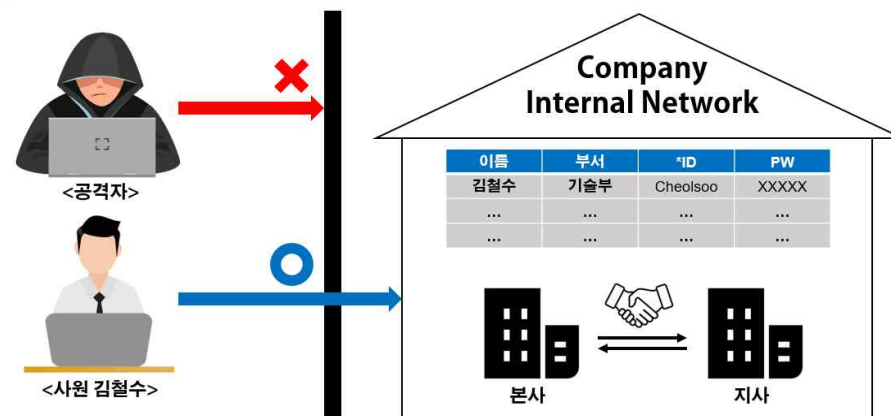 <공격자>
<사원 김철수>
Company
Internal Network
이름 부서 *ID PW
김철수 기술부 Cheolsoo XXXXX
... ... ... ...
... ... ... ...
본사 지사